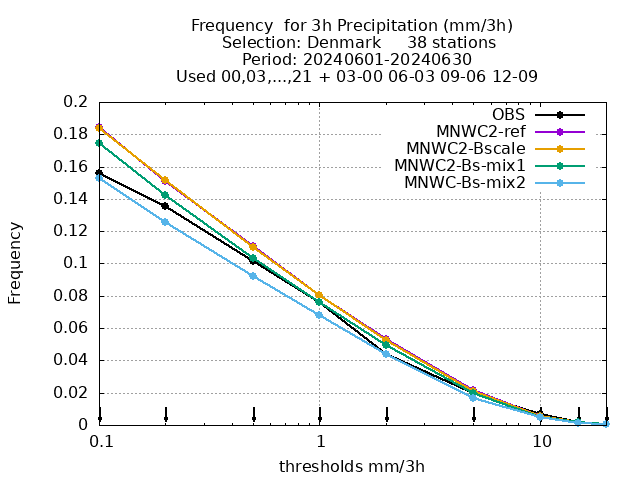 Frequency  for 3h Precipitation (mm/3h)
Selection: Denmark     38 stations
Period: 20240601-20240630
Used 00,03,...,21 + 03-00 06-03 09-06 12-09
OBS
MNWC2-ref
MNWC2-Bscale
MNWC2-Bs-mix1
MNWC-Bs-mix2
0.2
0.18
0.16
0.14
0.12
0.1
0.08
0.06
0.04
0.02
0
Frequency
0.1 1 10
thresholds mm/3h